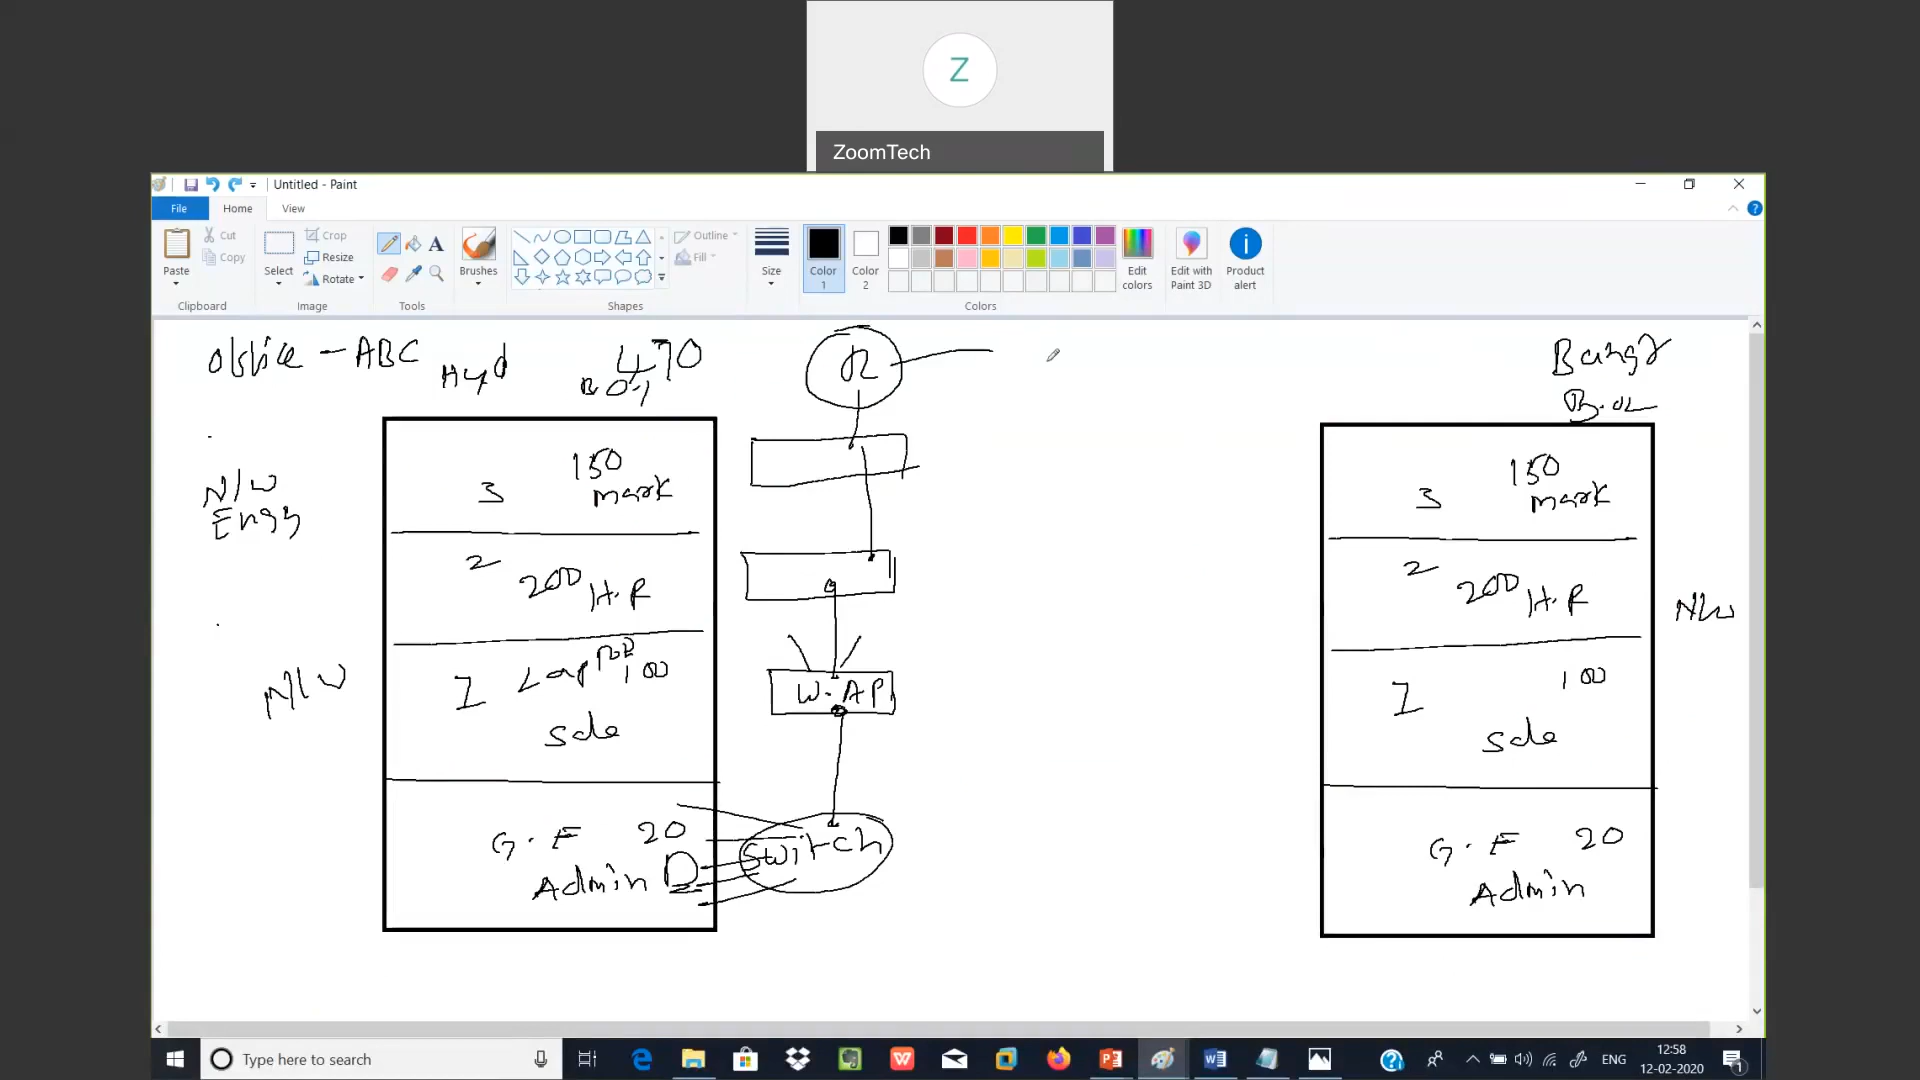 Z
ZoomTech
Untitled - Paint
File Home View
Paste Cut Copy Clipboard
Select Crop Resize Rotate Image
A Tools
Brushes
Shapes Outline Fill
Size
Color 1 Color 2
Colors
Edit colors
Edit with Paint 3D
Product alert
office - ABC Hyd 470
R
Bang
3 150 mark
N/W Engg
2 200 H.R
N/W
1 Laptop 100
Sale
W.AP
Switch
G.F 20
Admin
3 150 mark
2 200 H.R
NW
1 100
Sale
G.F 20
Admin
Type here to search
ENG
12:58
12-02-2020
1